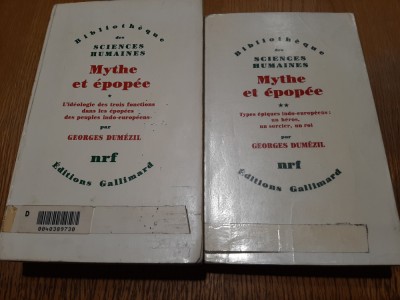 Bibliothèque
des
SCIENCES
HUMAINES
Mythe
et épopée
*
L'idéologie des trois fonctions
dans les épopées
des peuples indo-européens
par
GEORGES DUMÉZIL
nrf
Éditions Gallimard
D
0040309730
Bibliothèque
des
SCIENCES
HUMAINES
Mythe
et épopée
**
Types épiques indo-européens :
un héros,
un sorcier, un roi
par
GEORGES DUMÉZIL
nrf
Éditions Gallimard